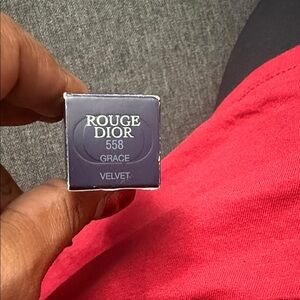 ROUGE
DIOR
558
GRACE
VELVET